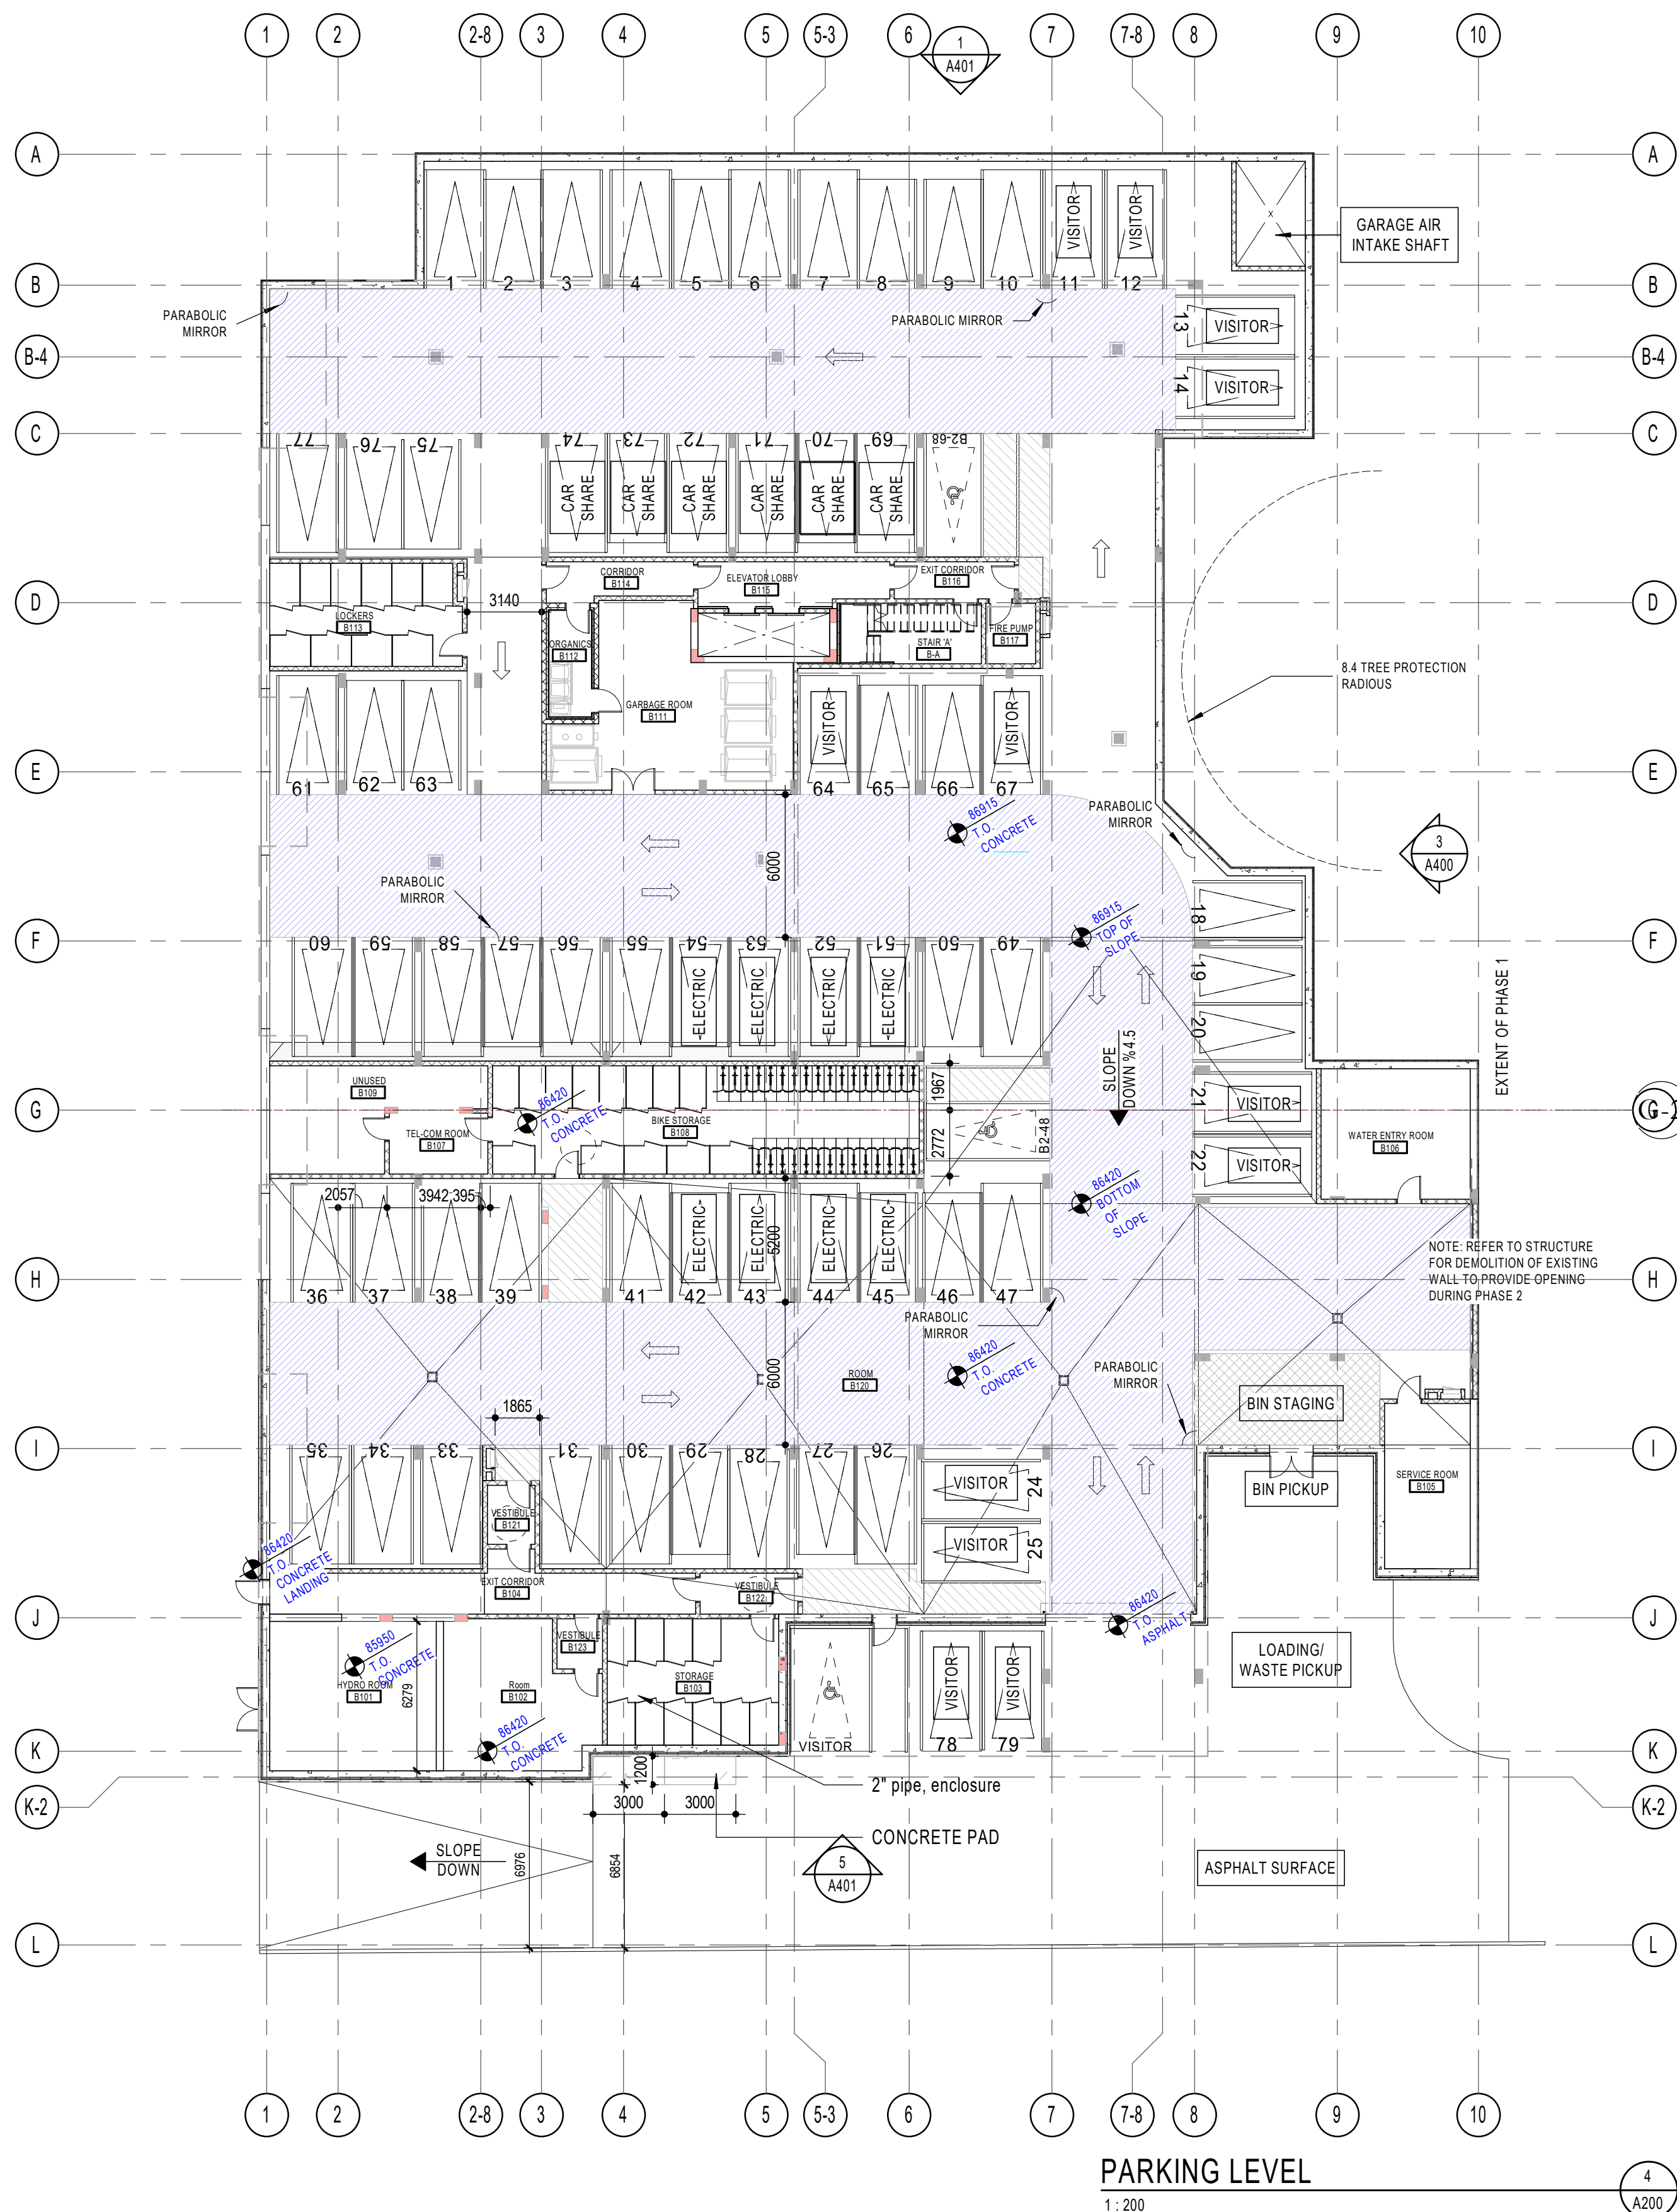 1 2 2-8 3 4 5 5-3 6 7 7-8 8 9 10
1
A401
A A
GARAGE AIR
INTAKE SHAFT
VISITOR VISITOR
B B
1 2 3 4 5 6 7 8 9 10 11 12
PARABOLIC
MIRROR
PARABOLIC MIRROR
13 VISITOR
B-4 B-4
14 VISITOR
C C
77 76 75 74 73 72 71 70 69 B2-68
CAR SHARE CAR SHARE CAR SHARE CAR SHARE CAR SHARE CAR SHARE
CORRIDOR
B114
ELEVATOR LOBBY
B115
EXIT CORRIDOR
B116
D D
3140
LOCKERS
B113
ORGANICS
B112
STAIR 'A'
B-A
FIRE PUMP
B117
8.4 TREE PROTECTION
RADIOUS
GARBAGE ROOM
B111
VISITOR VISITOR
E E
61 62 63 64 65 66 67
86915
T.O.
CONCRETE
PARABOLIC
MIRROR
3
A400
6000
PARABOLIC
MIRROR
18
86915
TOP OF
SLOPE
F F
60 59 58 57 56 55 54 53 52 51 50 49
ELECTRIC ELECTRIC ELECTRIC ELECTRIC
19
20
EXTENT OF PHASE 1
SLOPE
DOWN %4.5
UNUSED
B109
1967
21 VISITOR
86420
T.O.
CONCRETE
G G-2
BIKE STORAGE
B108
TEL-COM ROOM
B107
B2-48
2772
WATER ENTRY ROOM
B106
22 VISITOR
86420
BOTTOM
OF
SLOPE
2057 3942 395
ELECTRIC ELECTRIC ELECTRIC ELECTRIC
5200
NOTE: REFER TO STRUCTURE
FOR DEMOLITION OF EXISTING
WALL TO PROVIDE OPENING
DURING PHASE 2
H H
36 37 38 39 41 42 43 44 45 46 47
PARABOLIC
MIRROR
86420
T.O.
CONCRETE
6000
ROOM
B120
PARABOLIC
MIRROR
1865
BIN STAGING
I I
35 34 33 31 30 29 28 27 26
VISITOR 24
BIN PICKUP
SERVICE ROOM
B105
VESTIBULE
B121
VISITOR 25
86420
T.O.
CONCRETE
LANDING
EXIT CORRIDOR
B104
VESTIBULE
B122
J J
86420
T.O.
ASPHALT
85950
T.O.
CONCRETE
VESTIBULE
B123
LOADING/
WASTE PICKUP
HYDRO ROOM
B101
6279
Room
B102
STORAGE
B103
VISITOR VISITOR
86420
T.O.
CONCRETE
VISITOR 78 79
K K
1200
2" pipe, enclosure
K-2 K-2
3000 3000
CONCRETE PAD
SLOPE
DOWN
6976
6854
5
A401
ASPHALT SURFACE
L L
1 2 2-8 3 4 5 5-3 6 7 7-8 8 9 10
PARKING LEVEL
1 : 200
4
A200